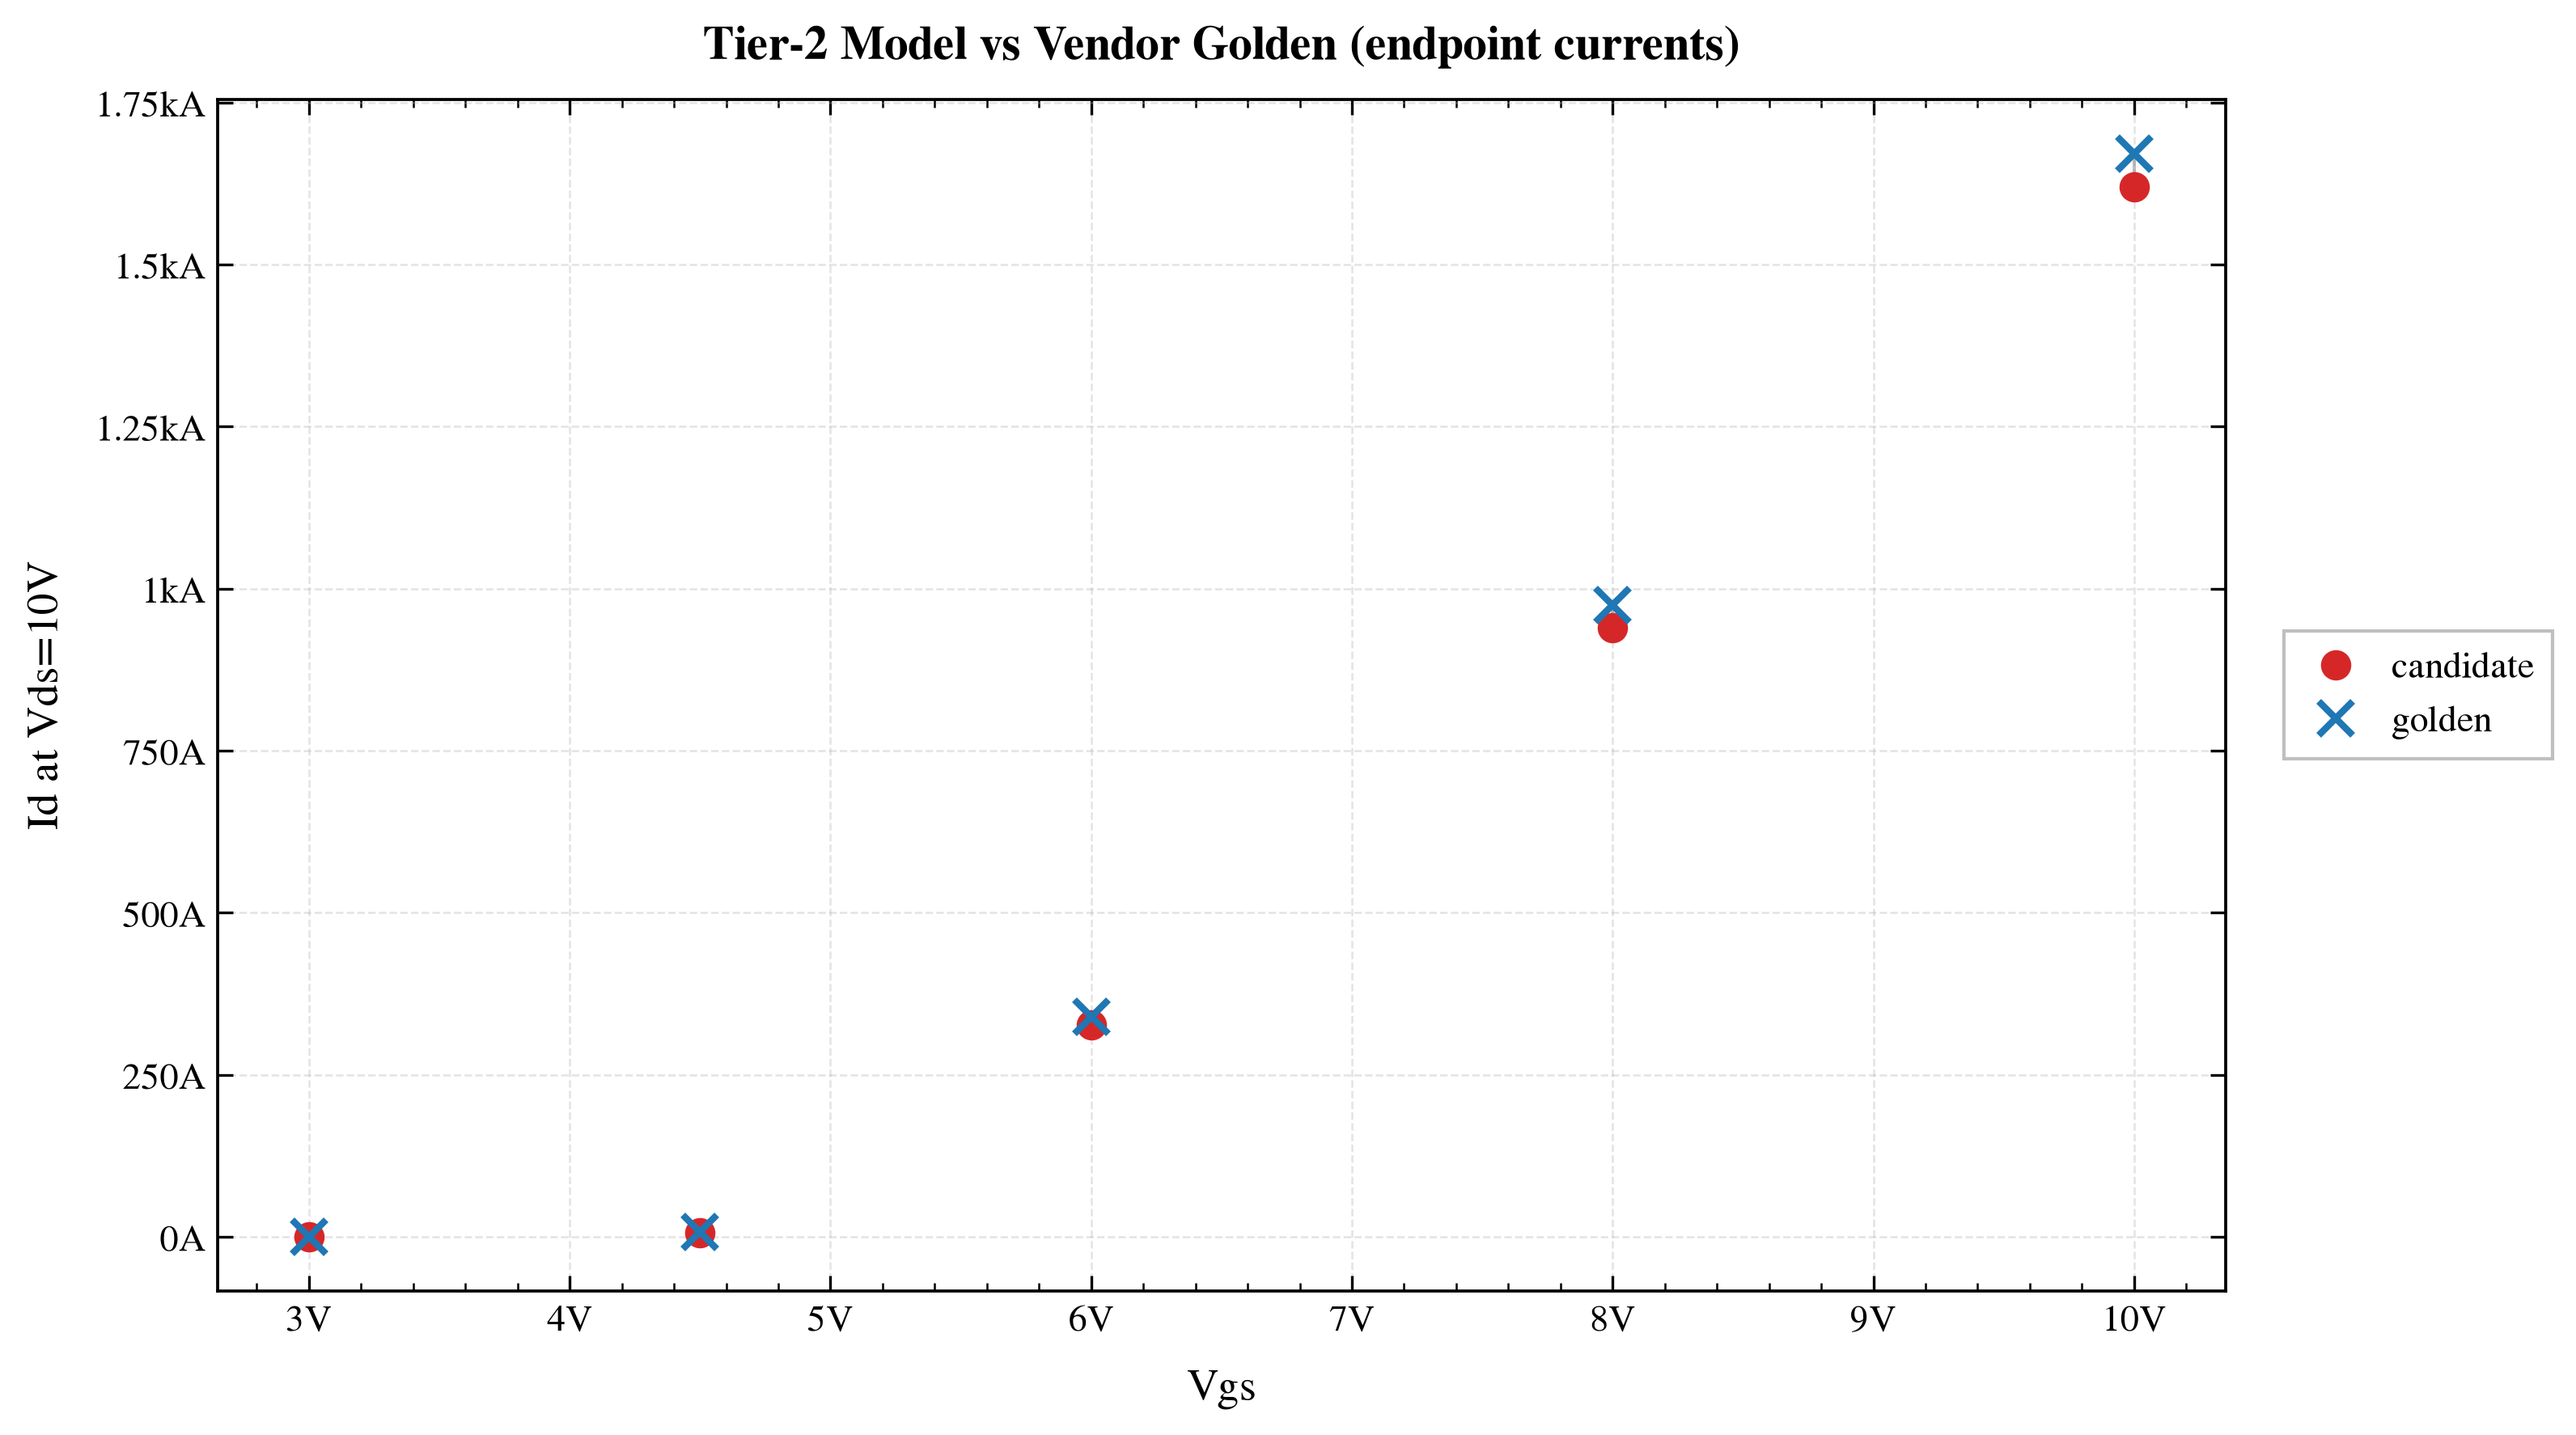 Tier-2 Model vs Vendor Golden (endpoint currents)
1.75kA
1.5kA
1.25kA
1kA
750A
500A
250A
0A
Id at Vds=10V
3V 4V 5V 6V 7V 8V 9V 10V
Vgs
candidate
golden